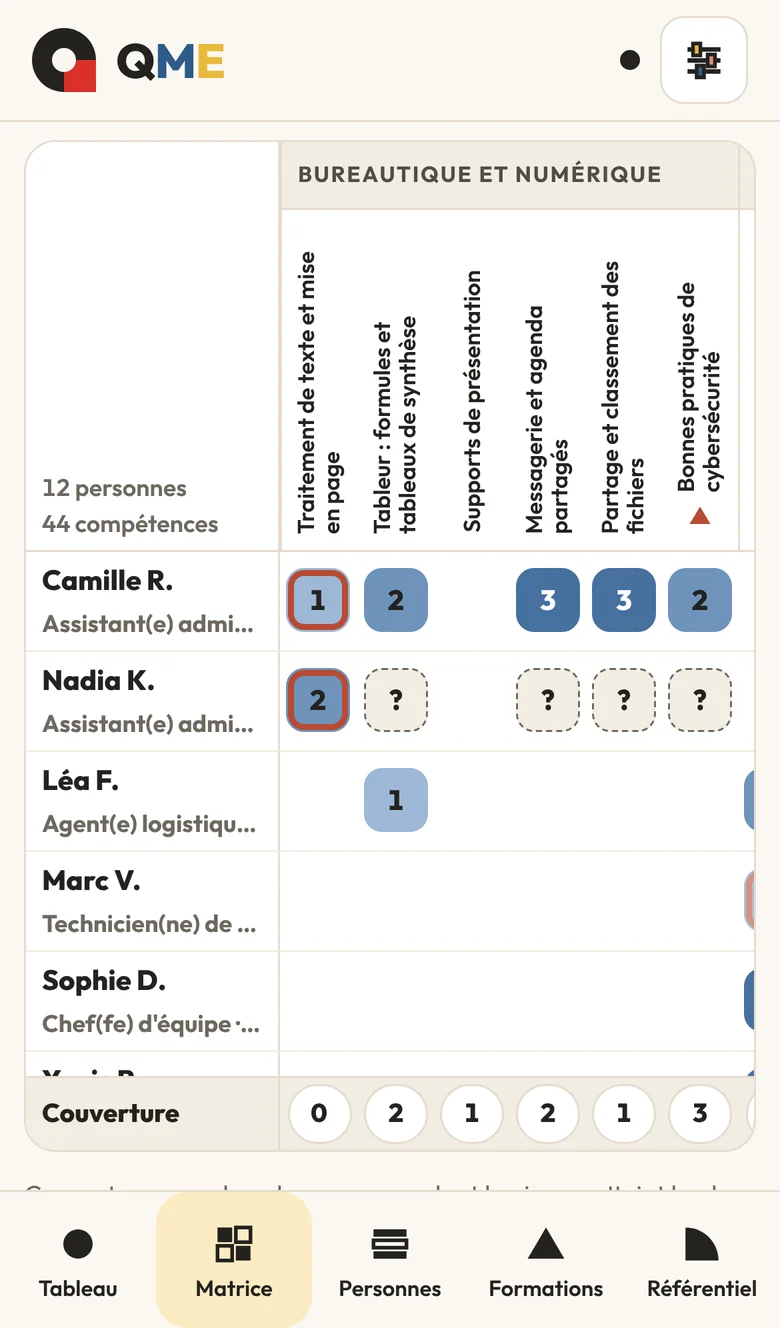 QME
BUREAUTIQUE ET NUMÉRIQUE
12 personnes
44 compétences
Traitement de texte et mise
en page
Tableur : formules et
tableaux de synthèse
Supports de présentation
Messagerie et agenda
partagés
Partage et classement des
fichiers
Bonnes pratiques de
cybersécurité
Camille R.
Assistant(e) admi...
1 2 3 3 2
Nadia K.
Assistant(e) admi...
2 ? ? ? ?
Léa F.
Agent(e) logistiqu...
1
Marc V.
Technicien(ne) de ...
Sophie D.
Chef(fe) d'équipe ·...
Couverture 0 2 1 2 1 3
Tableau Matrice Personnes Formations Référentiel